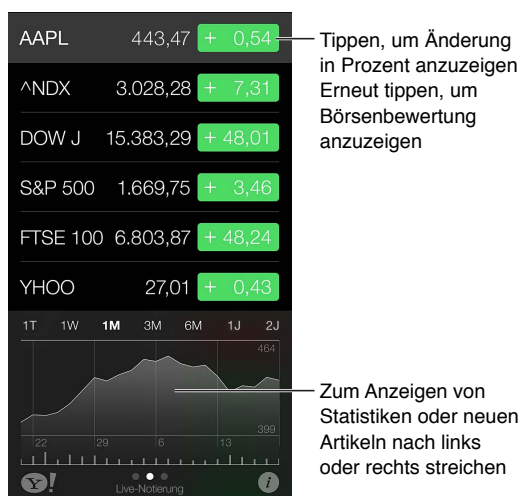 AAPL 443,47 + 0,54
Tippen, um Änderung
in Prozent anzuzeigen
Erneut tippen, um
Börsenbewertung
anzuzeigen
^NDX 3.028,28 + 7,31
DOW J 15.383,29 + 48,01
S&P 500 1.669,75 + 3,46
FTSE 100 6.803,87 + 48,24
YHOO 27,01 + 0,43
1T 1W 1M 3M 6M 1J 2J
464
399
22 29 6 13
Zum Anzeigen von
Statistiken oder neuen
Artikeln nach links
oder rechts streichen
Y! Live-Notierung i